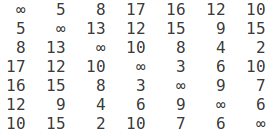 ∞ 5 8 17 16 12 10
5 ∞ 13 12 15 9 15
8 13 ∞ 10 8 4 2
17 12 10 ∞ 3 6 10
16 15 8 3 ∞ 9 7
12 9 4 6 9 ∞ 6
10 15 2 10 7 6 ∞